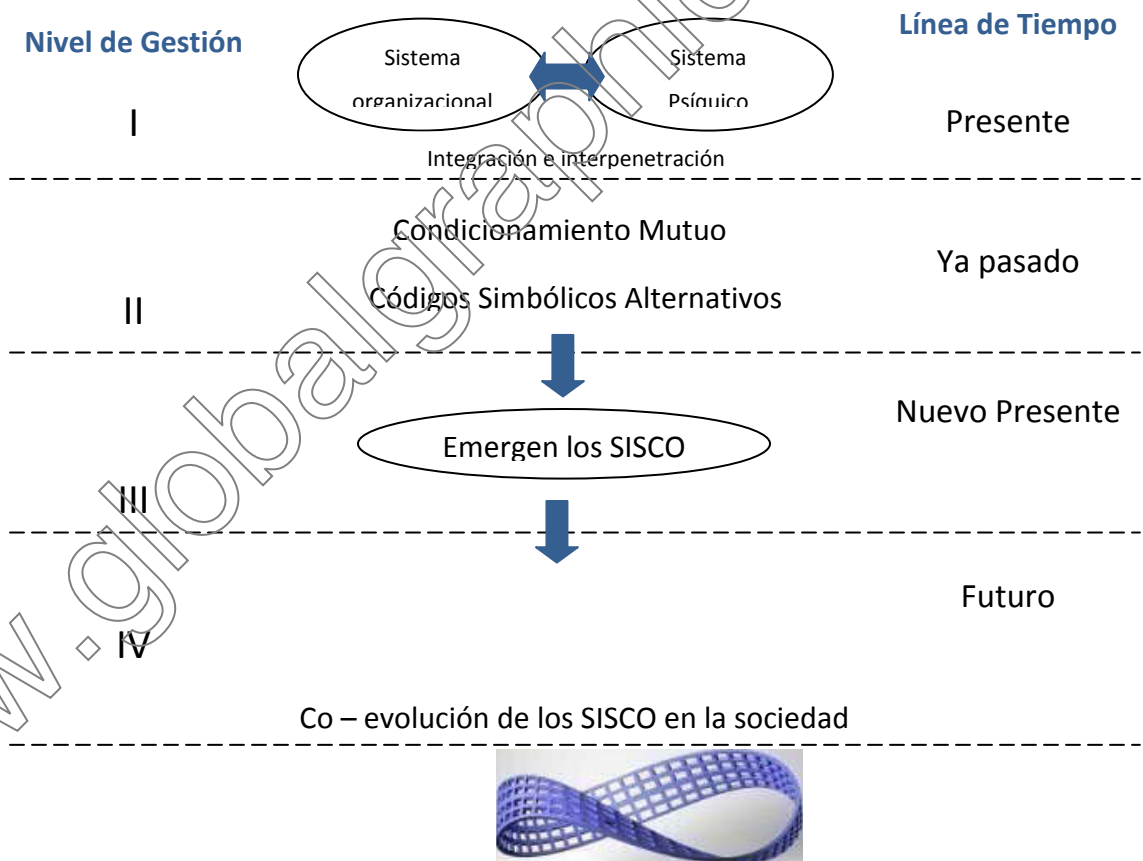 Nivel de Gestión
Línea de Tiempo
Sistema
organizacional
Sistema
Psíquico
I
Presente
Integración e interpenetración
Condicionamiento Mutuo
Ya pasado
II
Códigos Simbólicos Alternativos
Nuevo Presente
Emergen los SISCO
III
Futuro
IV
Co – evolución de los SISCO en la sociedad
w.globalgraphic